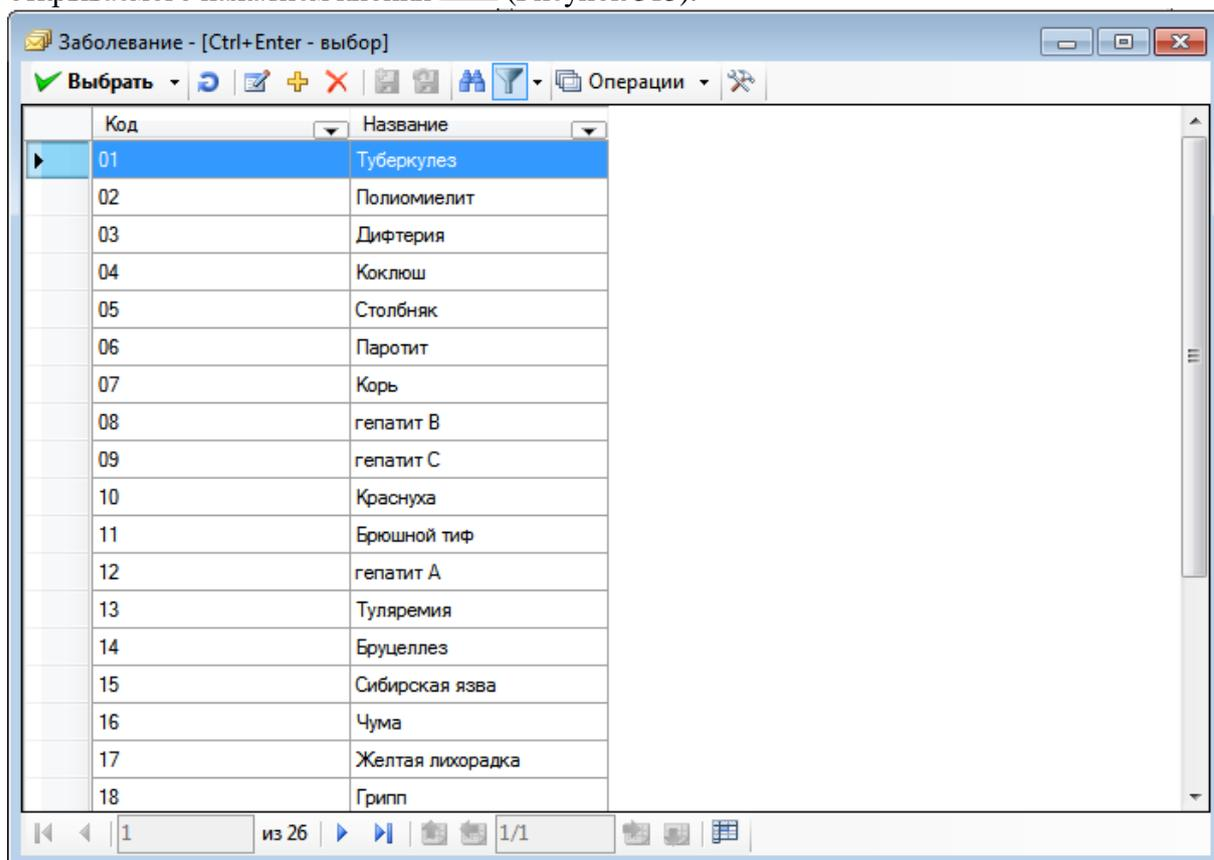 Заболевание - [Ctrl+Enter - выбор]
Выбрать Операции
Код Название
01 Туберкулез
02 Полиомиелит
03 Дифтерия
04 Коклюш
05 Столбняк
06 Паротит
07 Корь
08 гепатит В
09 гепатит С
10 Краснуха
11 Брюшной тиф
12 гепатит А
13 Туляремия
14 Бруцеллез
15 Сибирская язва
16 Чума
17 Желтая лихорадка
18 Грипп
1 из 26 1/1